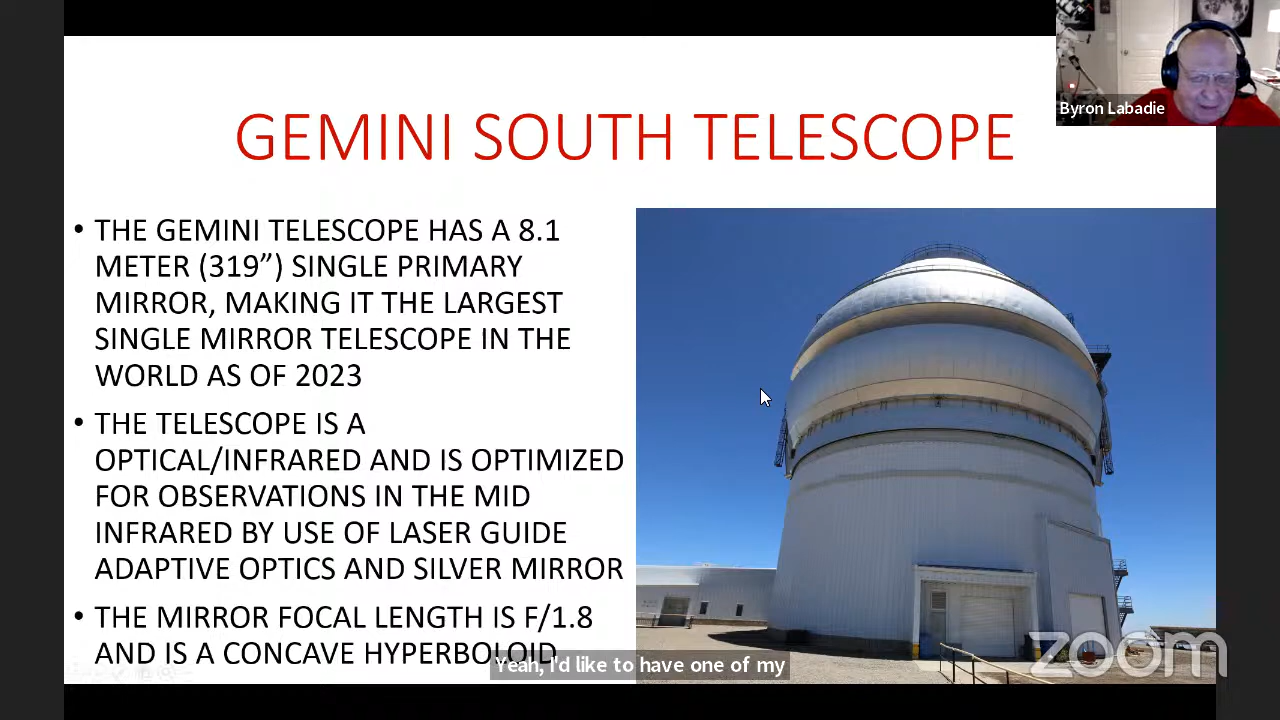 Byron Labadie
GEMINI SOUTH TELESCOPE
• THE GEMINI TELESCOPE HAS A 8.1
METER (319”) SINGLE PRIMARY
MIRROR, MAKING IT THE LARGEST
SINGLE MIRROR TELESCOPE IN THE
WORLD AS OF 2023
• THE TELESCOPE IS A
OPTICAL/INFRARED AND IS OPTIMIZED
FOR OBSERVATIONS IN THE MID
INFRARED BY USE OF LASER GUIDE
ADAPTIVE OPTICS AND SILVER MIRROR
• THE MIRROR FOCAL LENGTH IS F/1.8
AND IS A CONCAVE HYPERBOLOID
Yeah, I'd like to have one of my
zoom